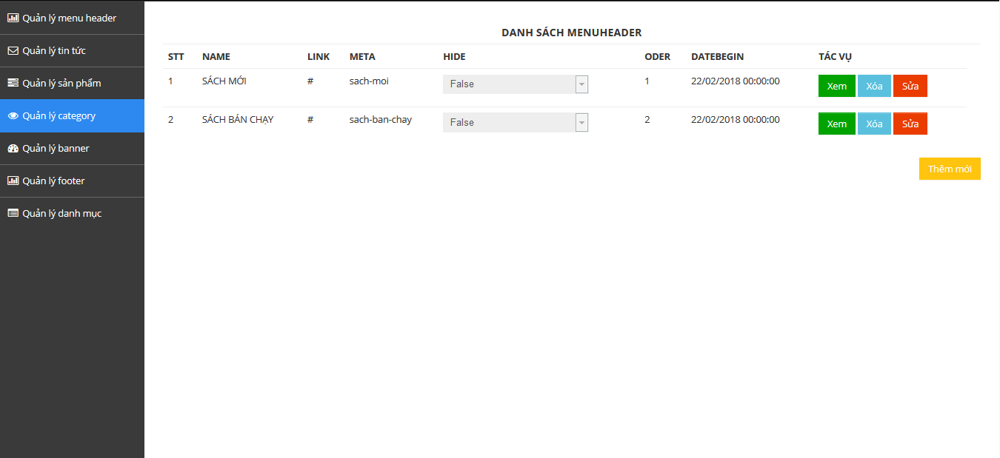 Quản lý menu header
Quản lý tin tức
Quản lý sản phẩm
Quản lý category
Quản lý banner
Quản lý footer
Quản lý danh mục
DANH SÁCH MENUHEADER
STT NAME LINK META HIDE ODER DATEBEGIN TÁC VỤ
1 SÁCH MỚI # sach-moi False 1 22/02/2018 00:00:00 Xem Xóa Sửa
2 SÁCH BÁN CHẠY # sach-ban-chay False 2 22/02/2018 00:00:00 Xem Xóa Sửa
Thêm mới